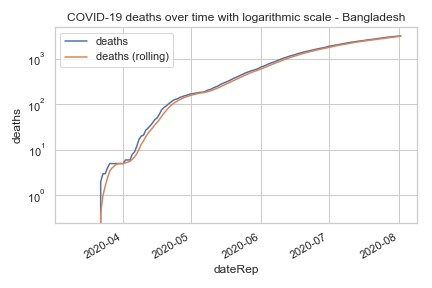 COVID-19 deaths over time with logarithmic scale - Bangladesh
deaths
deaths (rolling)
10³
10²
10¹
10⁰
deaths
2020-04
2020-05
2020-06
2020-07
2020-08
dateRep